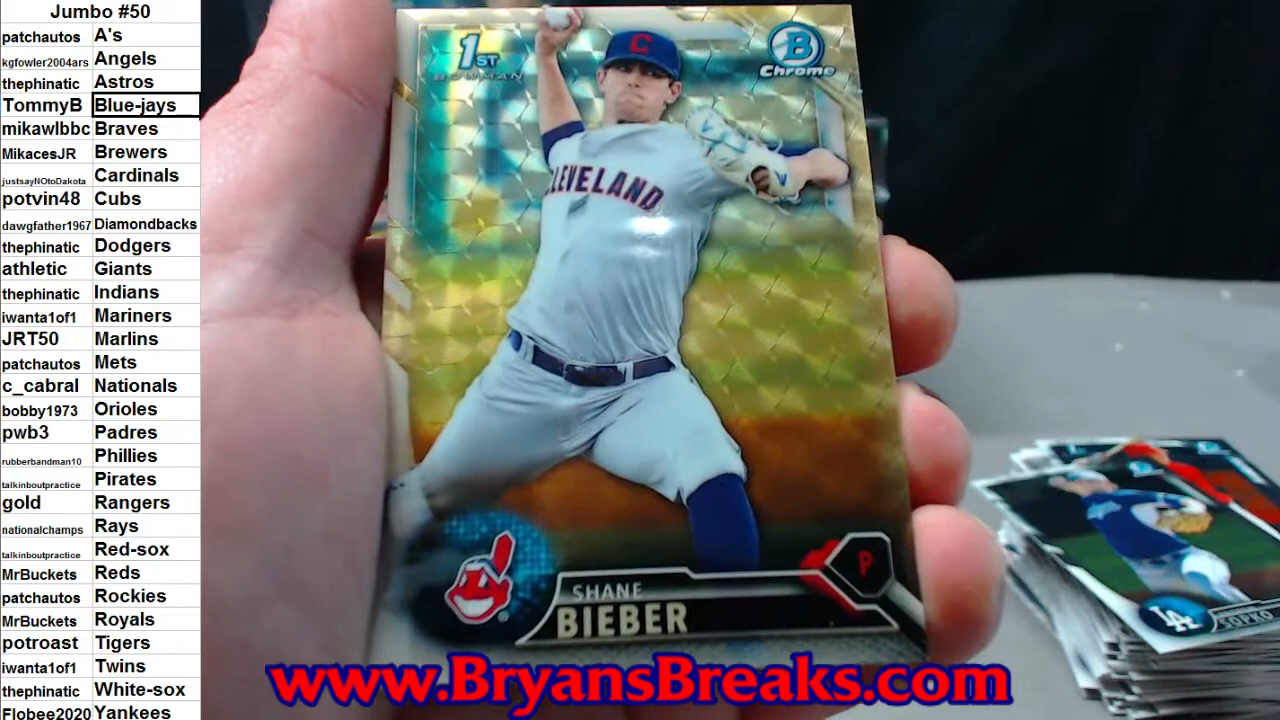 Jumbo #50
patchautos A's
kgfowler2004ars Angels
thephinatic Astros
TommyB Blue-jays
mikawlbbc Braves
MikacesJR Brewers
justsayNOtoDakota Cardinals
potvin48 Cubs
dawgfather1967 Diamondbacks
thephinatic Dodgers
athletic Giants
thephinatic Indians
iwanta1of1 Mariners
JRT50 Marlins
patchautos Mets
c_cabral Nationals
bobby1973 Orioles
pwb3 Padres
rubberbandman10 Phillies
talkinboutpractice Pirates
gold Rangers
nationalchamps Rays
talkinboutpractice Red-sox
MrBuckets Reds
patchautos Rockies
MrBuckets Royals
potroast Tigers
iwanta1of1 Twins
thephinatic White-sox
Flobee2020 Yankees
1ST
BOWMAN
B
Chrome
C
CLEVELAND
P
SHANE
BIEBER
LA
SOPKO
www.BryansBreaks.com